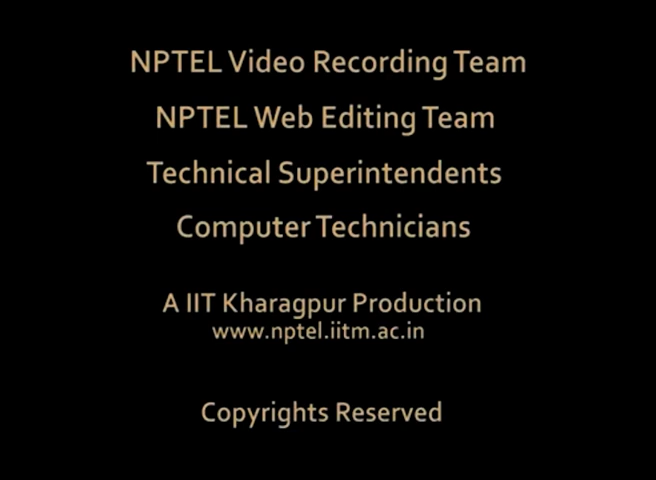 NPTEL Video Recording Team
NPTEL Web Editing Team
Technical Superintendents
Computer Technicians
A IIT Kharagpur Production
www.nptel.iitm.ac.in
Copyrights Reserved